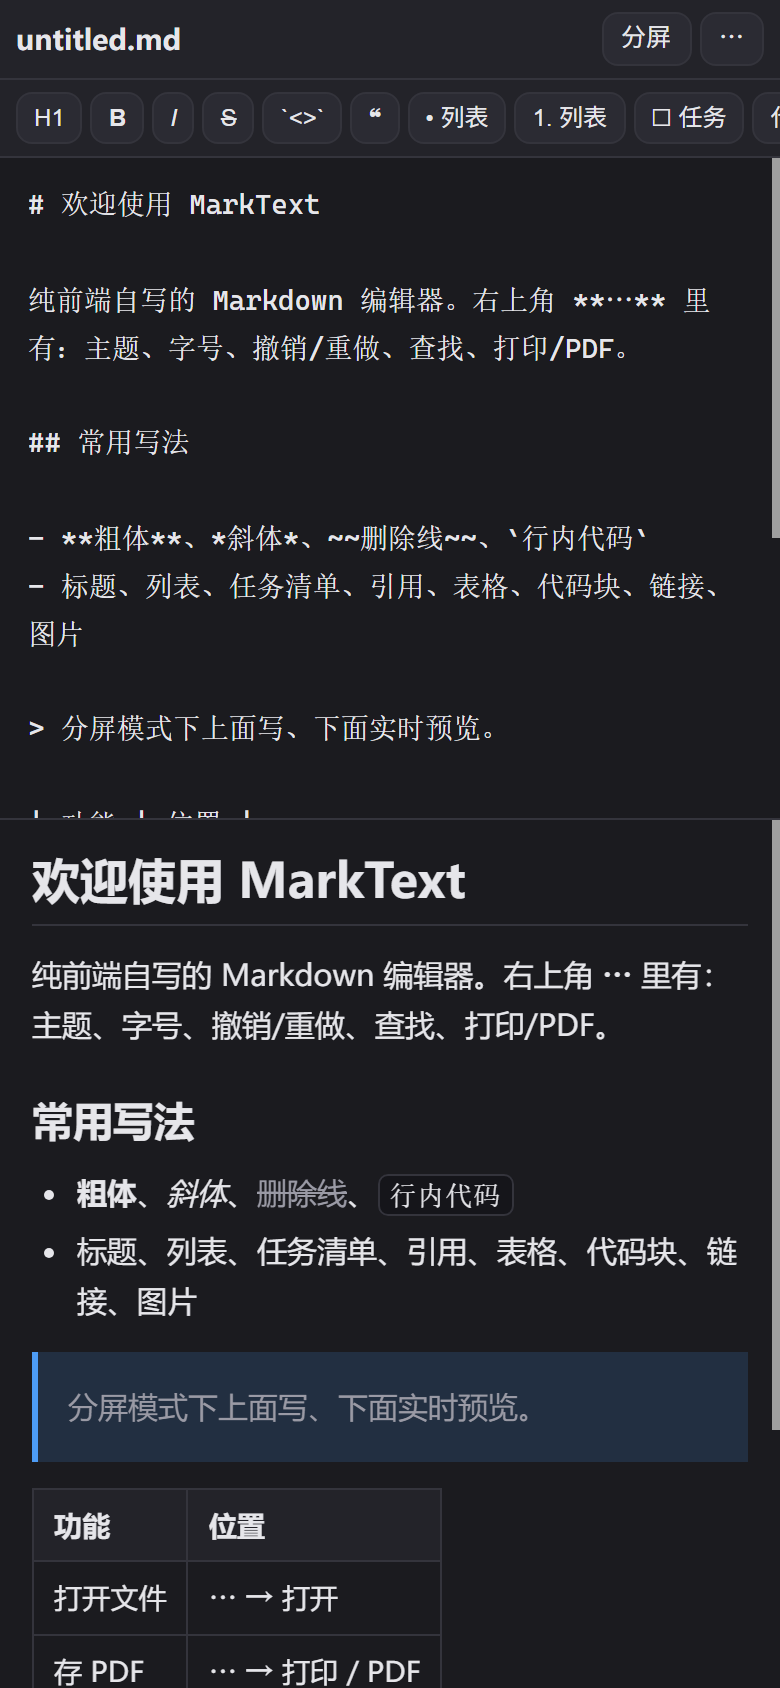 untitled.md
分屏
…
H1
B
I
S
`<>`
❝
• 列表
1. 列表
☐ 任务
# 欢迎使用 MarkText
纯前端自写的 Markdown 编辑器。右上角 **…** 里
有：主题、字号、撤销/重做、查找、打印/PDF。
## 常用写法
- **粗体**、*斜体*、~~删除线~~、`行内代码`
- 标题、列表、任务清单、引用、表格、代码块、链接、
图片
> 分屏模式下上面写、下面实时预览。
| 功能 | 位置 |
欢迎使用 MarkText
纯前端自写的 Markdown 编辑器。右上角 … 里有：
主题、字号、撤销/重做、查找、打印/PDF。
常用写法
• 粗体、斜体、删除线、行内代码
• 标题、列表、任务清单、引用、表格、代码块、链
接、图片
分屏模式下上面写、下面实时预览。
功能 位置
打开文件 … → 打开
存 PDF … → 打印 / PDF